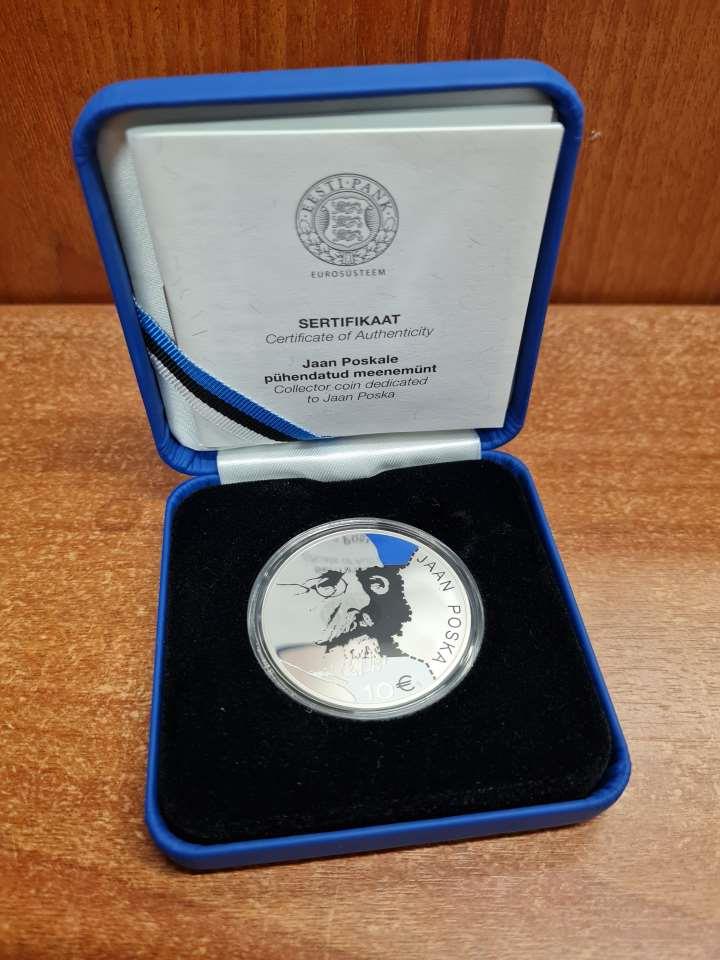 EESTI · PANK
EUROSÜSTEEM
SERTIFIKAAT
Certificate of Authenticity
Jaan Poskale
pühendatud meenemünt
Collector coin dedicated
to Jaan Poska
JAAN POSKA
10€